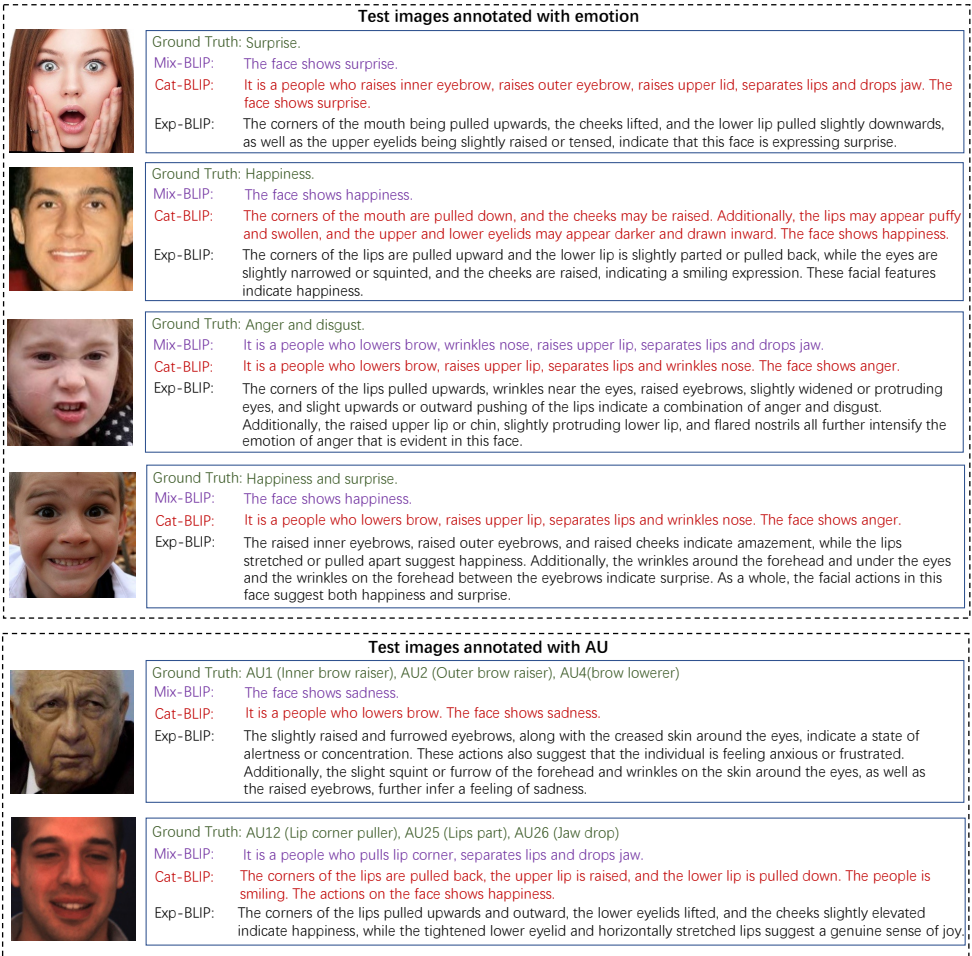 Test images annotated with emotion
Ground Truth: Surprise.
Mix-BLIP: The face shows surprise.
Cat-BLIP: It is a people who raises inner eyebrow, raises outer eyebrow, raises upper lid, separates lips and drops jaw. The
face shows surprise.
Exp-BLIP: The corners of the mouth being pulled upwards, the cheeks lifted, and the lower lip pulled slightly downwards,
as well as the upper eyelids being slightly raised or tensed, indicate that this face is expressing surprise.
Ground Truth: Happiness.
Mix-BLIP: The face shows happiness.
Cat-BLIP: The corners of the mouth are pulled down, and the cheeks may be raised. Additionally, the lips may appear puffy
and swollen, and the upper and lower eyelids may appear darker and drawn inward. The face shows happiness.
Exp-BLIP: The corners of the lips are pulled upward and the lower lip is slightly parted or pulled back, while the eyes are
slightly narrowed or squinted, and the cheeks are raised, indicating a smiling expression. These facial features
indicate happiness.
Ground Truth: Anger and disgust.
Mix-BLIP: It is a people who lowers brow, wrinkles nose, raises upper lip, separates lips and drops jaw.
Cat-BLIP: It is a people who lowers brow, raises upper lip, separates lips and wrinkles nose. The face shows anger.
Exp-BLIP: The corners of the lips pulled upwards, wrinkles near the eyes, raised eyebrows, slightly widened or protruding
eyes, and slight upwards or outward pushing of the lips indicate a combination of anger and disgust.
Additionally, the raised upper lip or chin, slightly protruding lower lip, and flared nostrils all further intensify the
emotion of anger that is evident in this face.
Ground Truth: Happiness and surprise.
Mix-BLIP: The face shows happiness.
Cat-BLIP: It is a people who lowers brow, raises upper lip, separates lips and wrinkles nose. The face shows anger.
Exp-BLIP: The raised inner eyebrows, raised outer eyebrows, and raised cheeks indicate amazement, while the lips
stretched or pulled apart suggest happiness. Additionally, the wrinkles around the forehead and under the eyes
and the wrinkles on the forehead between the eyebrows indicate surprise. As a whole, the facial actions in this
face suggest both happiness and surprise.
Test images annotated with AU
Ground Truth: AU1 (Inner brow raiser), AU2 (Outer brow raiser), AU4(brow lowerer)
Mix-BLIP: The face shows sadness.
Cat-BLIP: It is a people who lowers brow. The face shows sadness.
Exp-BLIP: The slightly raised and furrowed eyebrows, along with the creased skin around the eyes, indicate a state of
alertness or concentration. These actions also suggest that the individual is feeling anxious or frustrated.
Additionally, the slight squint or furrow of the forehead and wrinkles on the skin around the eyes, as well as
the raised eyebrows, further infer a feeling of sadness.
Ground Truth: AU12 (Lip corner puller), AU25 (Lips part), AU26 (Jaw drop)
Mix-BLIP: It is a people who pulls lip corner, separates lips and drops jaw.
Cat-BLIP: The corners of the lips are pulled back, the upper lip is raised, and the lower lip is pulled down. The people is
smiling. The actions on the face shows happiness.
Exp-BLIP: The corners of the lips pulled upwards and outward, the lower eyelids lifted, and the cheeks slightly elevated
indicate happiness, while the tightened lower eyelid and horizontally stretched lips suggest a genuine sense of joy.